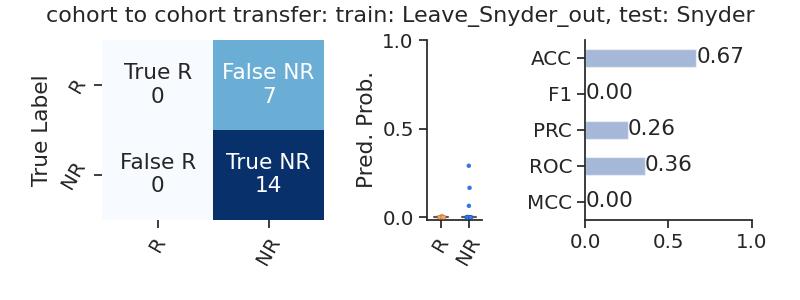 cohort to cohort transfer: train: Leave_Snyder_out, test: Snyder
True Label
R
NR
True R
0
False NR
7
False R
0
True NR
14
R
NR
Pred. Prob.
1.0
0.5
0.0
R
NR
ACC
0.67
F1
0.00
PRC
0.26
ROC
0.36
MCC
0.00
0.0
0.5
1.0